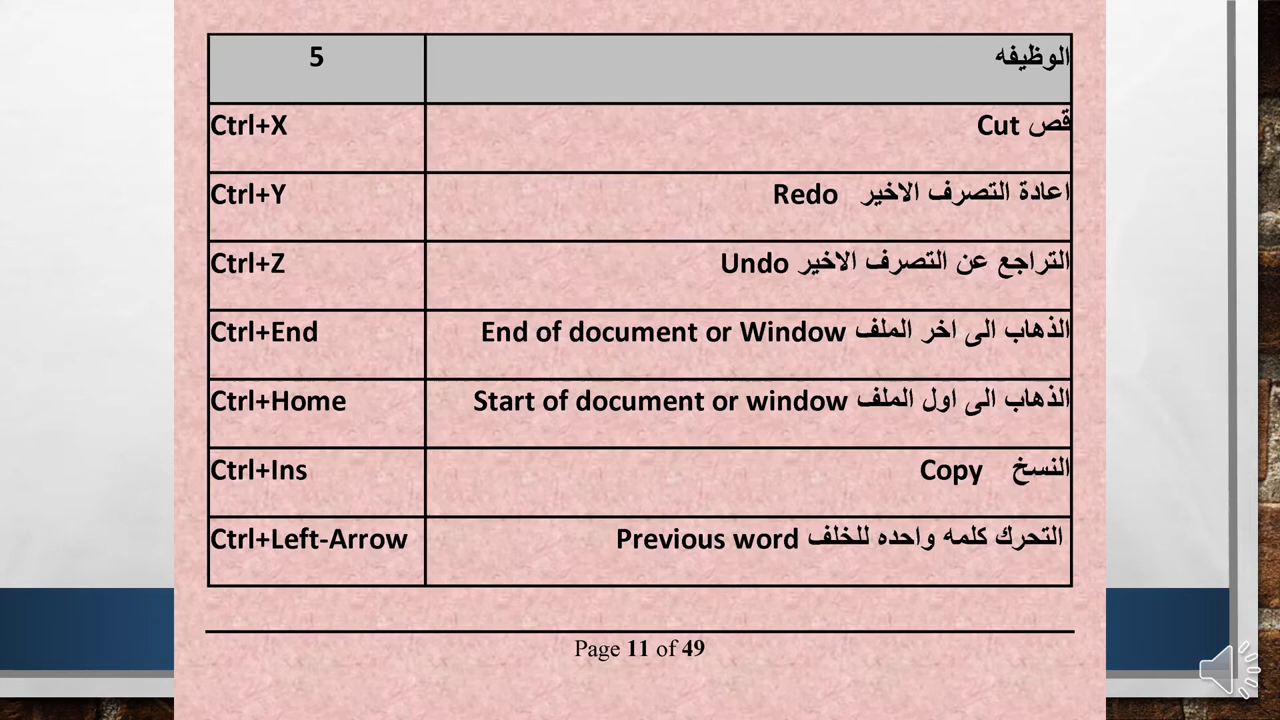 5 الوظيفه
Ctrl+X قص Cut
Ctrl+Y اعادة التصرف الاخير Redo
Ctrl+Z التراجع عن التصرف الاخير Undo
Ctrl+End الذهاب الى اخر الملف End of document or Window
Ctrl+Home الذهاب الى اول الملف Start of document or window
Ctrl+Ins النسخ Copy
Ctrl+Left-Arrow التحرك كلمه واحده للخلف Previous word
Page 11 of 49